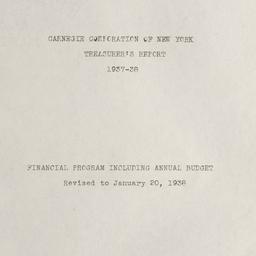 CARNEGIE CORPORATION OF NEW YORK
TREASURER'S REPORT
1937-38
FINANCIAL PROGRAM INCLUDING ANNUAL BUDGET
Revised to January 20, 1938